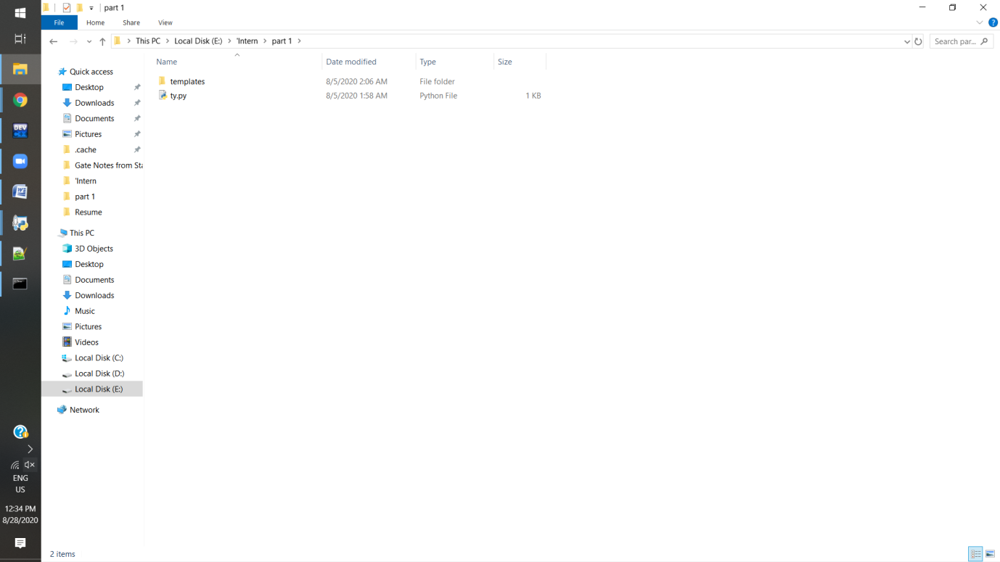 part 1
File Home Share View
This PC Local Disk (E:) 'Intern part 1
Search par...
Name Date modified Type Size
templates 8/5/2020 2:06 AM File folder
ty.py 8/5/2020 1:58 AM Python File 1 KB
Quick access
Desktop
Downloads
Documents
Pictures
.cache
Gate Notes from Sta
'Intern
part 1
Resume
This PC
3D Objects
Desktop
Documents
Downloads
Music
Pictures
Videos
Local Disk (C:)
Local Disk (D:)
Local Disk (E:)
Network
DEV
C++
W
ENG
US
12:34 PM
8/28/2020
2 items